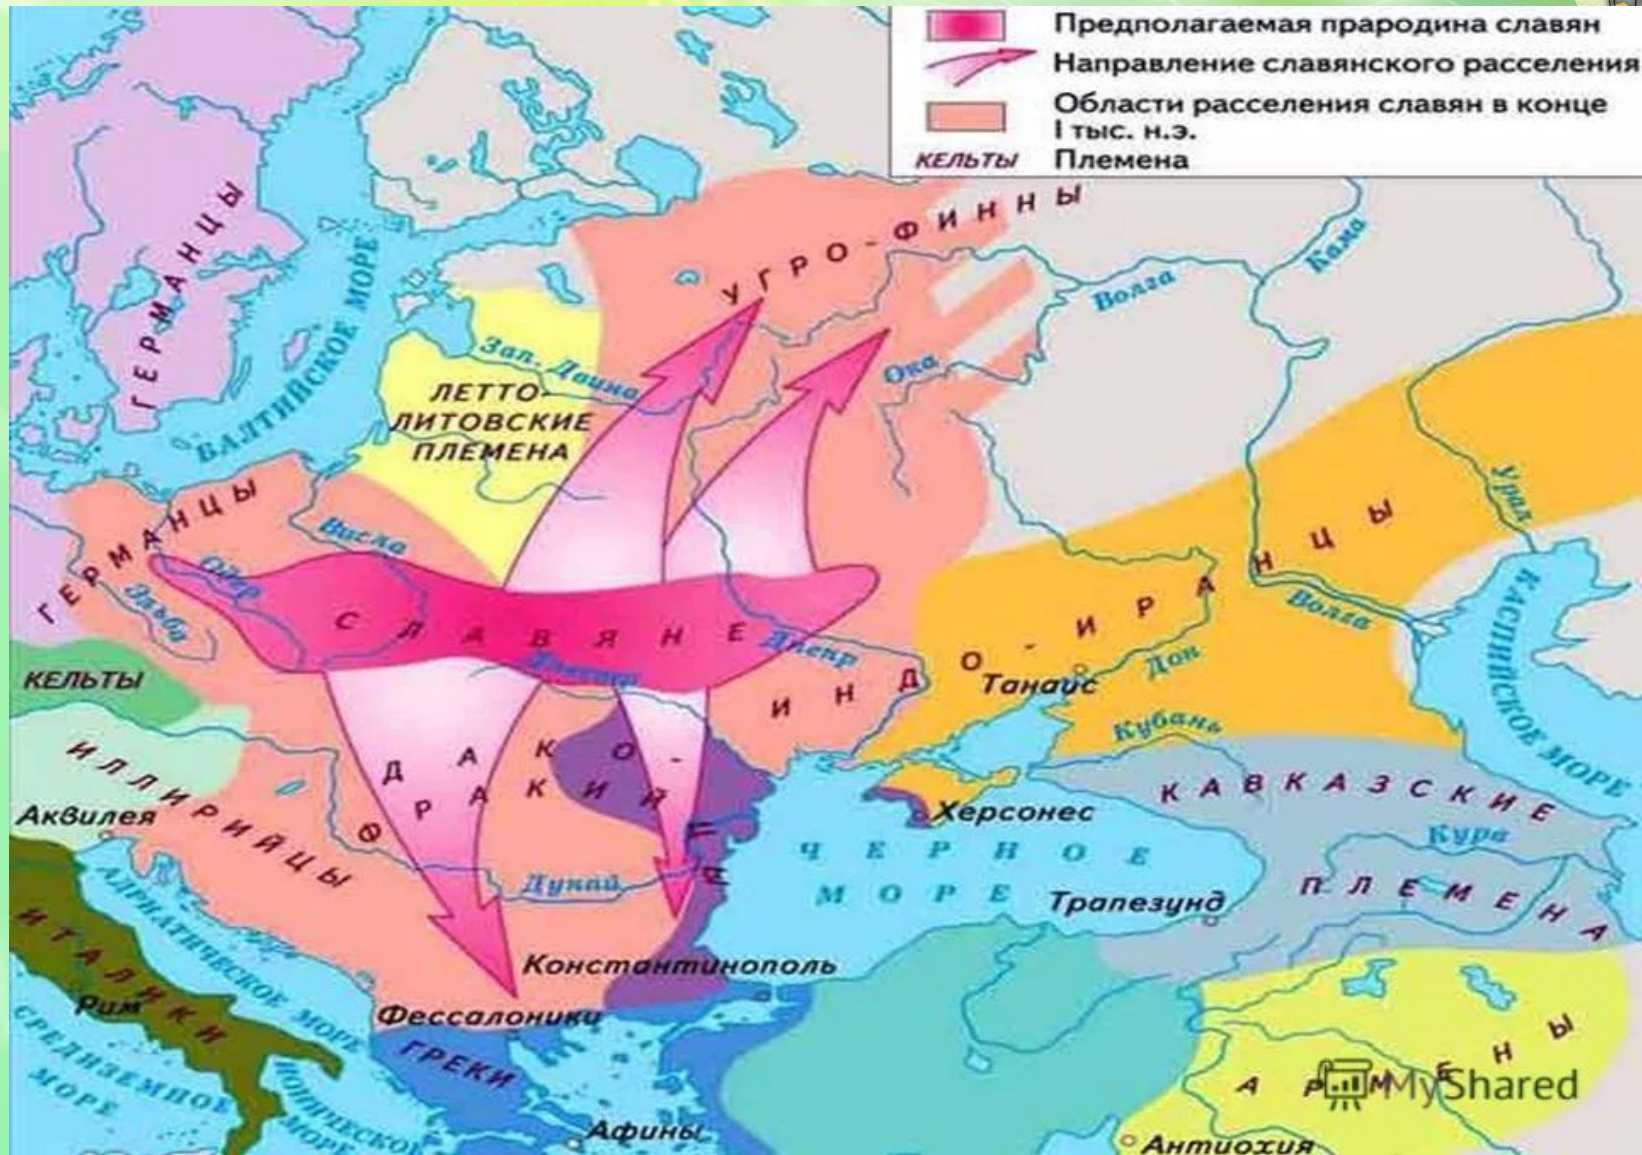 Предполагаемая прародина славян
Направление славянского расселения
Области расселения славян в конце
I тыс. н.э.
КЕЛЬТЫ Племена
ГЕРМАНЦЫ
БАЛТИЙСКОЕ МОРЕ
УГРО-ФИННЫ
Кама
Волга
Зап. Двина
Ока
ЛЕТТО-
ЛИТОВСКИЕ
ПЛЕМЕНА
ГЕРМАНЦЫ
Висла
Одер
Эльба
Урал
СЛАВЯНЕ
Днепр
Днестр
ИНДО-ИРАНЦЫ
Волга
КАСПИЙСКОЕ МОРЕ
КЕЛЬТЫ
Танаис
Дон
Кубань
ДАКО-
ФРАКИЙЦЫ
ИЛЛИРИЙЦЫ
Аквилея
Херсонес
КАВКАЗСКИЕ
Кура
ЧЕРНОЕ
МОРЕ
ПЛЕМЕНА
Дунай
Трапезунд
АДРИАТИЧЕСКОЕ МОРЕ
ИТАЛИКИ
Рим
Константинополь
Фессалоники
ГРЕКИ
СРЕДИЗЕМНОЕ
МОРЕ
ИОНИЧЕСКОЕ
МОРЕ
АРМЕНЫ
MyShared
Афины
Антиохия